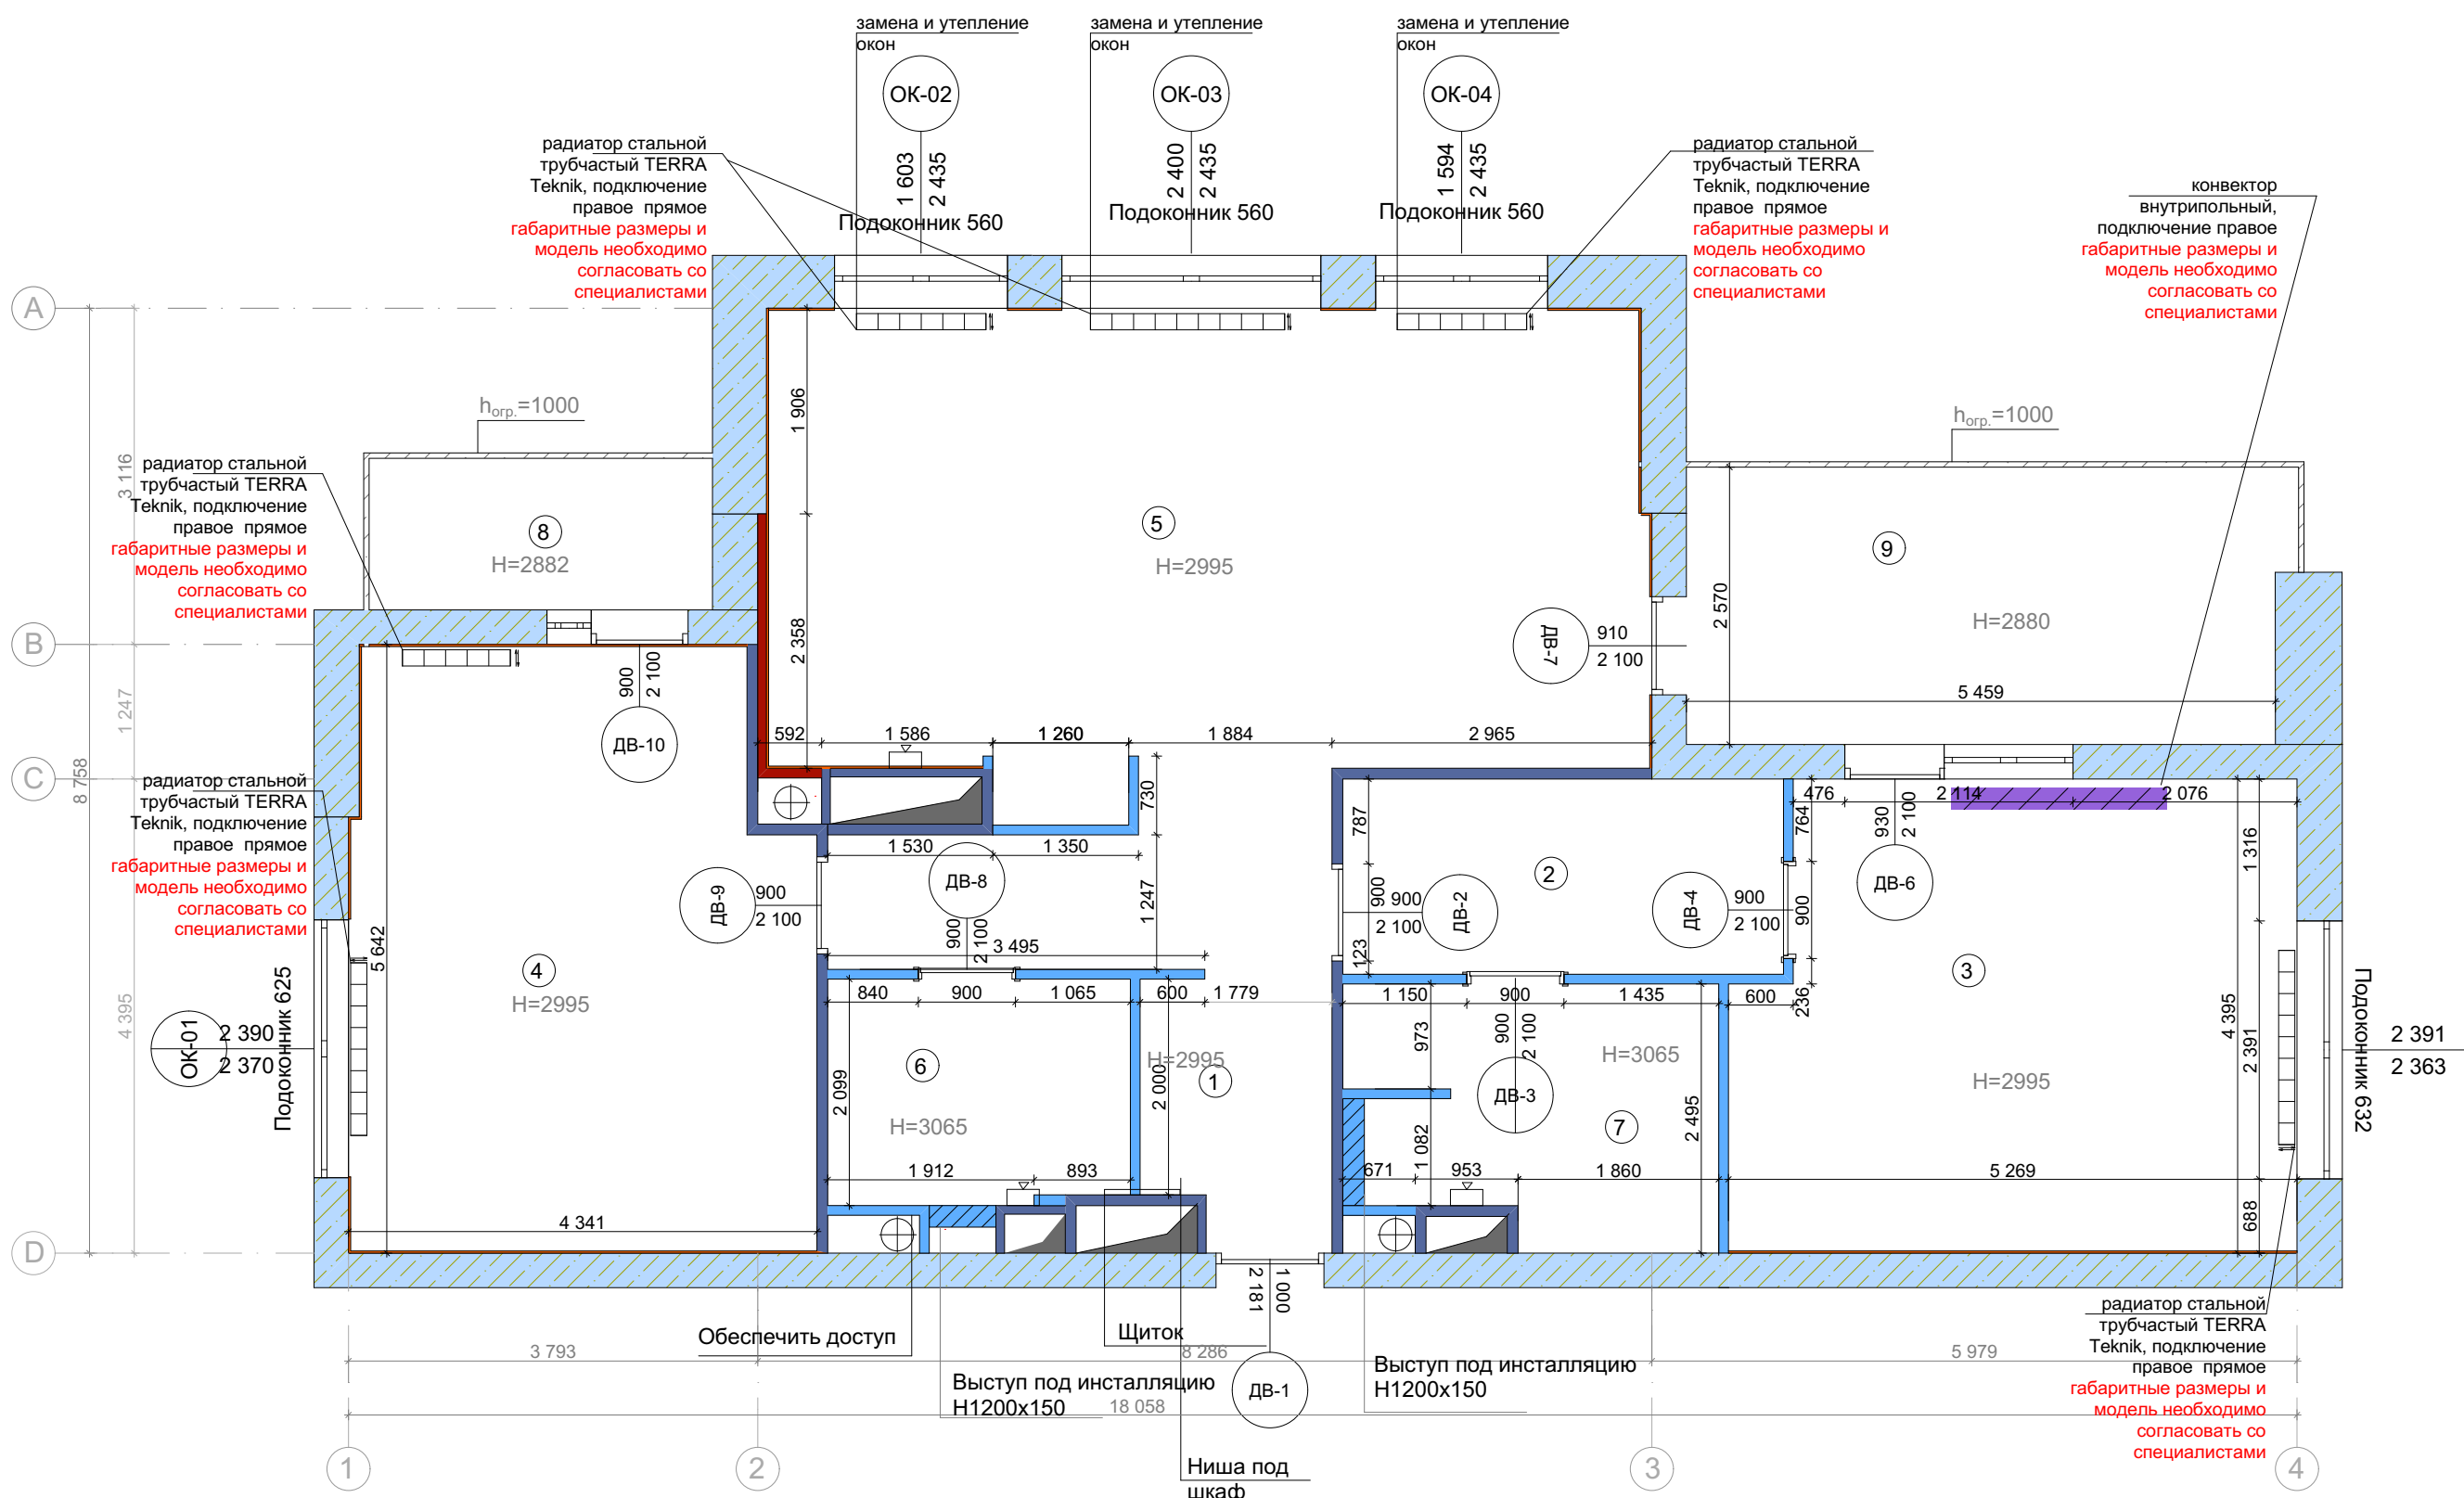 замена и утепление
окон
замена и утепление
окон
замена и утепление
окон
ОК-02
ОК-03
ОК-04
1 603
2 435
2 400
2 435
1 594
2 435
Подоконник 560
Подоконник 560
Подоконник 560
радиатор стальной
трубчастый TERRA
Teknik, подключение
правое прямое
габаритные размеры и
модель необходимо
согласовать со
специалистами
радиатор стальной
трубчастый TERRA
Teknik, подключение
правое прямое
габаритные размеры и
модель необходимо
согласовать со
специалистами
конвектор
внутрипольный,
подключение правое
габаритные размеры и
модель необходимо
согласовать со
специалистами
A
B
C
D
8 758
3 116
1 247
4 395
hогр.=1000
hогр.=1000
радиатор стальной
трубчастый TERRA
Teknik, подключение
правое прямое
габаритные размеры и
модель необходимо
согласовать со
специалистами
8
H=2882
1 906
2 358
5
H=2995
9
H=2880
2 570
5 459
ДВ-7
910
2 100
900
2 100
ДВ-10
592
1 586
1 260
1 884
2 965
радиатор стальной
трубчастый TERRA
Teknik, подключение
правое прямое
габаритные размеры и
модель необходимо
согласовать со
специалистами
730
1 247
1 530
1 350
ДВ-8
900
2 100
3 495
ДВ-9
900
2 100
787
900
123
900
2 100
ДВ-2
2
ДВ-4
900
2 100
764
900
236
476
2 114
2 076
930
2 100
ДВ-6
1 316
5 642
4
H=2995
Подоконник 625
ОК-01
2 390
2 370
840
900
1 065
600
1 779
1 150
900
1 435
600
3
H=2995
4 395
2 391
688
Подоконник 632
2 391
2 363
6
H=3065
2 099
2 000
H=2995
1
973
1 082
900
2 100
ДВ-3
H=3065
7
2 495
1 912
893
671
953
1 860
5 269
4 341
2 181
1 000
ДВ-1
Обеспечить доступ
Щиток
Выступ под инсталляцию
H1200x150
Выступ под инсталляцию
H1200x150
Ниша под
шкаф
3 793
8 286
5 979
18 058
радиатор стальной
трубчастый TERRA
Teknik, подключение
правое прямое
габаритные размеры и
модель необходимо
согласовать со
специалистами
1
2
3
4